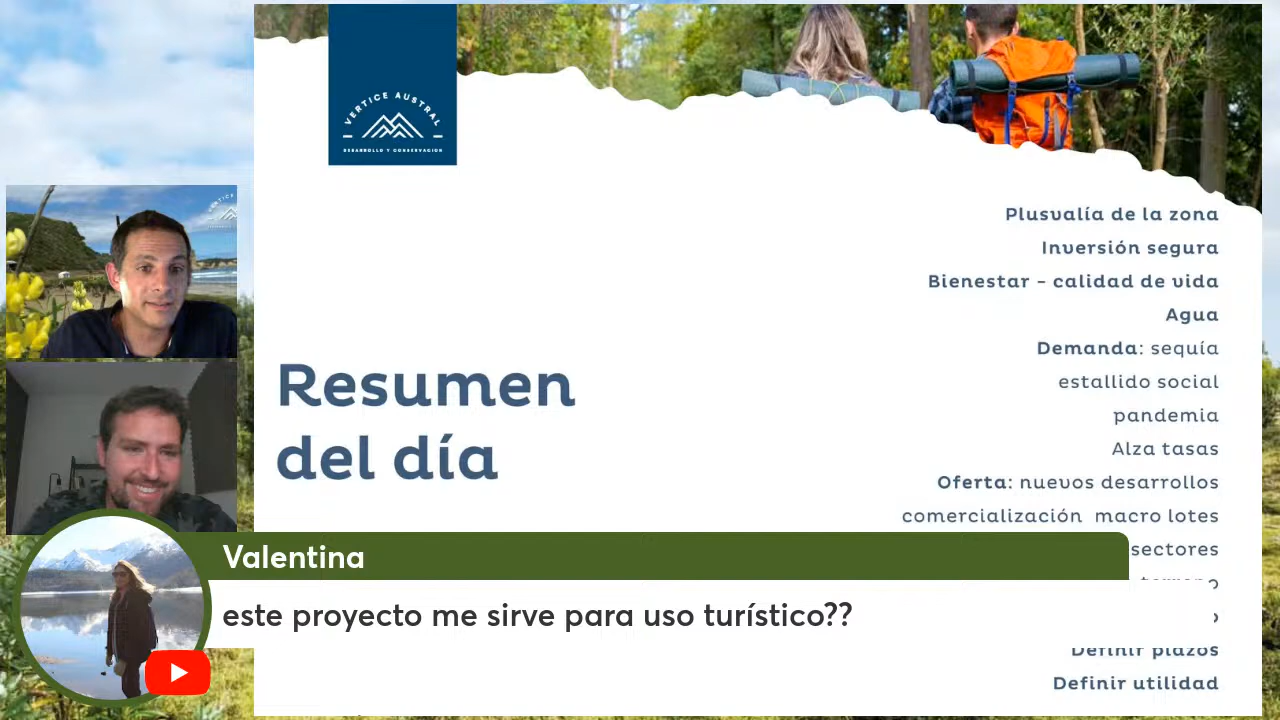 VERTICE AUSTRAL
DESARROLLO Y CONSERVACION
Plusvalía de la zona
Inversión segura
Bienestar - calidad de vida
Agua
Demanda: sequía
estallido social
pandemia
Alza tasas
Oferta: nuevos desarrollos
comercialización macro lotes
sectores
Definir plazos
Definir utilidad
Resumen
del día
Valentina
este proyecto me sirve para uso turístico??